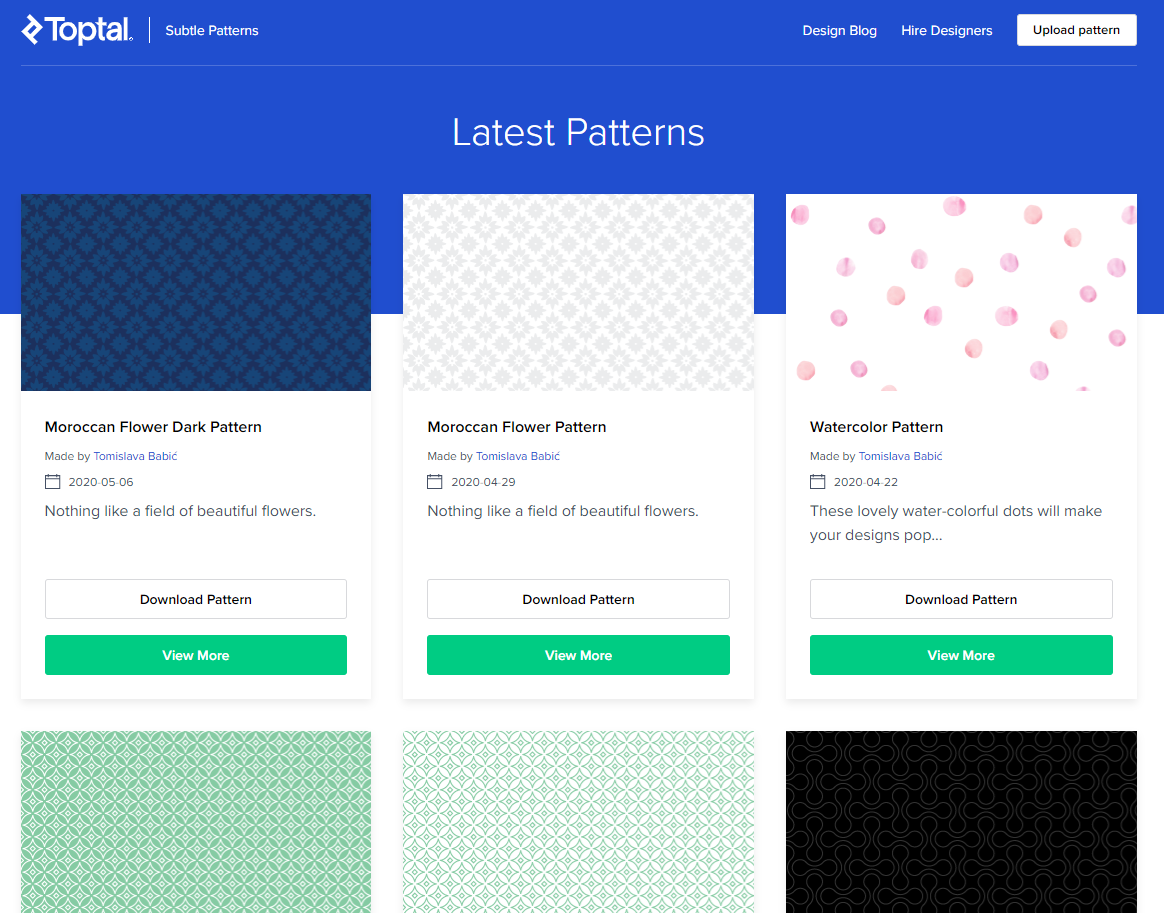 Toptal
Subtle Patterns
Design Blog
Hire Designers
Upload pattern
Latest Patterns
Moroccan Flower Dark Pattern
Made by Tomislava Babić
2020-05-06
Nothing like a field of beautiful flowers.
Download Pattern
View More
Moroccan Flower Pattern
Made by Tomislava Babić
2020-04-29
Nothing like a field of beautiful flowers.
Download Pattern
View More
Watercolor Pattern
Made by Tomislava Babić
2020-04-22
These lovely water-colorful dots will make
your designs pop...
Download Pattern
View More